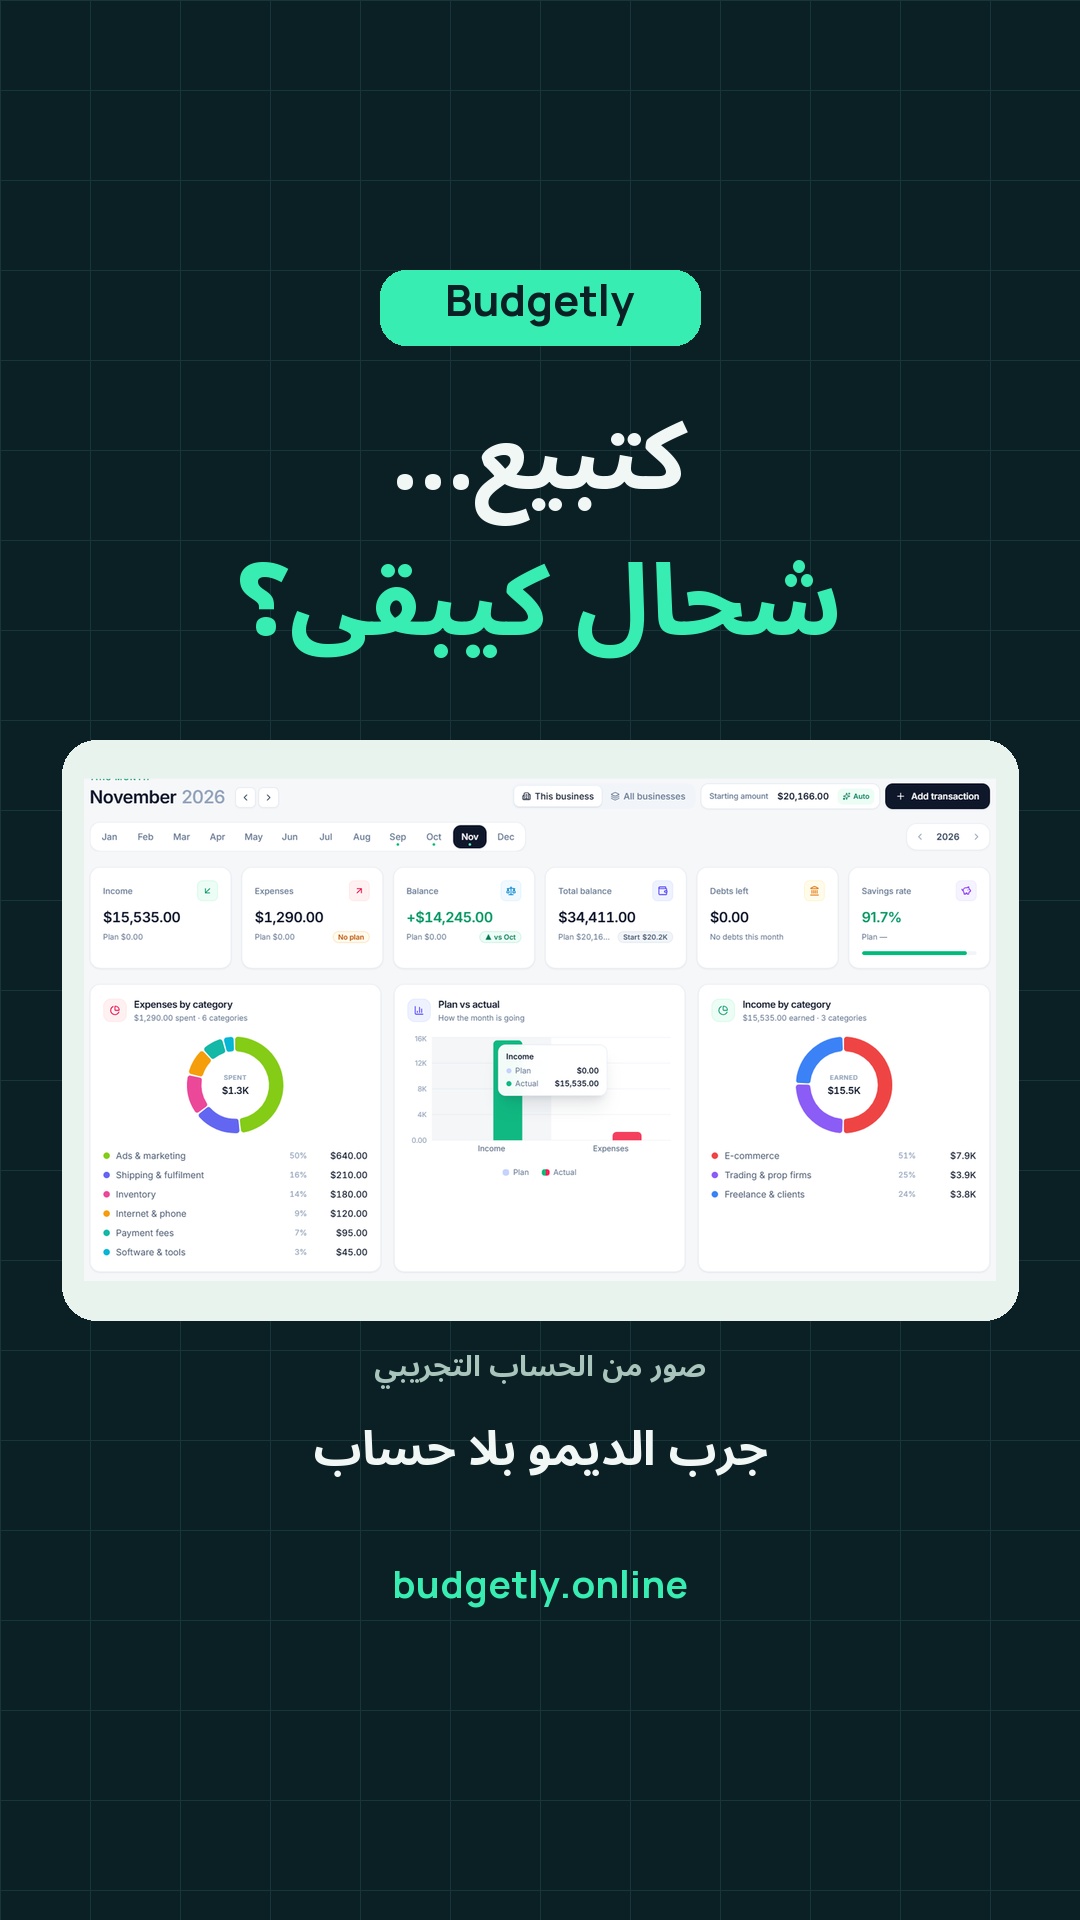 Budgetly
كتبيع...
شحال كيبقى؟
November 2026
This business
All businesses
Starting amount $20,166.00 Auto
Add transaction
Jan Feb Mar Apr May Jun Jul Aug Sep Oct Nov Dec
2026
Income
$15,535.00
Plan $0.00
Expenses
$1,290.00
Plan $0.00 No plan
Balance
+$14,245.00
Plan $0.00 ▲ vs Oct
Total balance
$34,411.00
Plan $20,16... Start $20.2K
Debts left
$0.00
No debts this month
Savings rate
91.7%
Plan —
Expenses by category
$1,290.00 spent · 6 categories
SPENT
$1.3K
Ads & marketing 50% $640.00
Shipping & fulfilment 16% $210.00
Inventory 14% $180.00
Internet & phone 9% $120.00
Payment fees 7% $95.00
Software & tools 3% $45.00
Plan vs actual
How the month is going
16K
12K
8K
4K
0.00
Income
Plan $0.00
Actual $15,535.00
Income Expenses
Plan Actual
Income by category
$15,535.00 earned · 3 categories
EARNED
$15.5K
E-commerce 51% $7.9K
Trading & prop firms 25% $3.9K
Freelance & clients 24% $3.8K
صور من الحساب التجريبي
جرب الديمو بلا حساب
budgetly.online